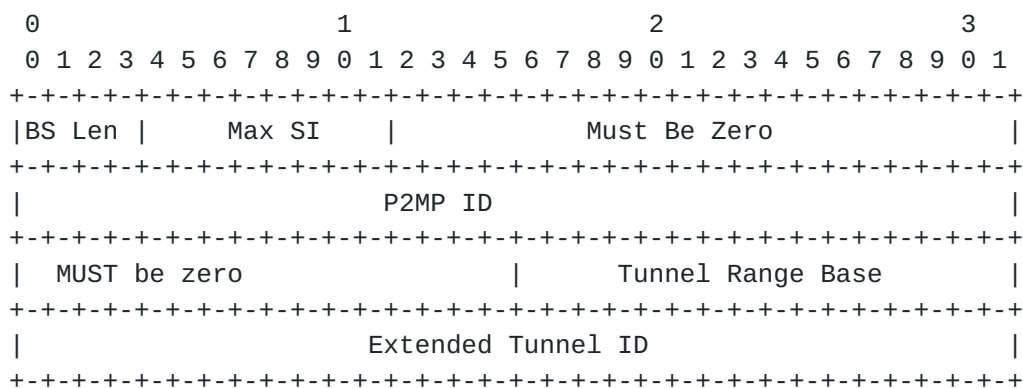 0                   1                   2                   3
 0 1 2 3 4 5 6 7 8 9 0 1 2 3 4 5 6 7 8 9 0 1 2 3 4 5 6 7 8 9 0 1
+-+-+-+-+-+-+-+-+-+-+-+-+-+-+-+-+-+-+-+-+-+-+-+-+-+-+-+-+-+-+-+-+
|BS Len |     Max SI    |            Must Be Zero               |
+-+-+-+-+-+-+-+-+-+-+-+-+-+-+-+-+-+-+-+-+-+-+-+-+-+-+-+-+-+-+-+-+
|                       P2MP ID                                 |
+-+-+-+-+-+-+-+-+-+-+-+-+-+-+-+-+-+-+-+-+-+-+-+-+-+-+-+-+-+-+-+-+
|  MUST be zero                 |      Tunnel Range Base        |
+-+-+-+-+-+-+-+-+-+-+-+-+-+-+-+-+-+-+-+-+-+-+-+-+-+-+-+-+-+-+-+-+
|                      Extended Tunnel ID                       |
+-+-+-+-+-+-+-+-+-+-+-+-+-+-+-+-+-+-+-+-+-+-+-+-+-+-+-+-+-+-+-+-+